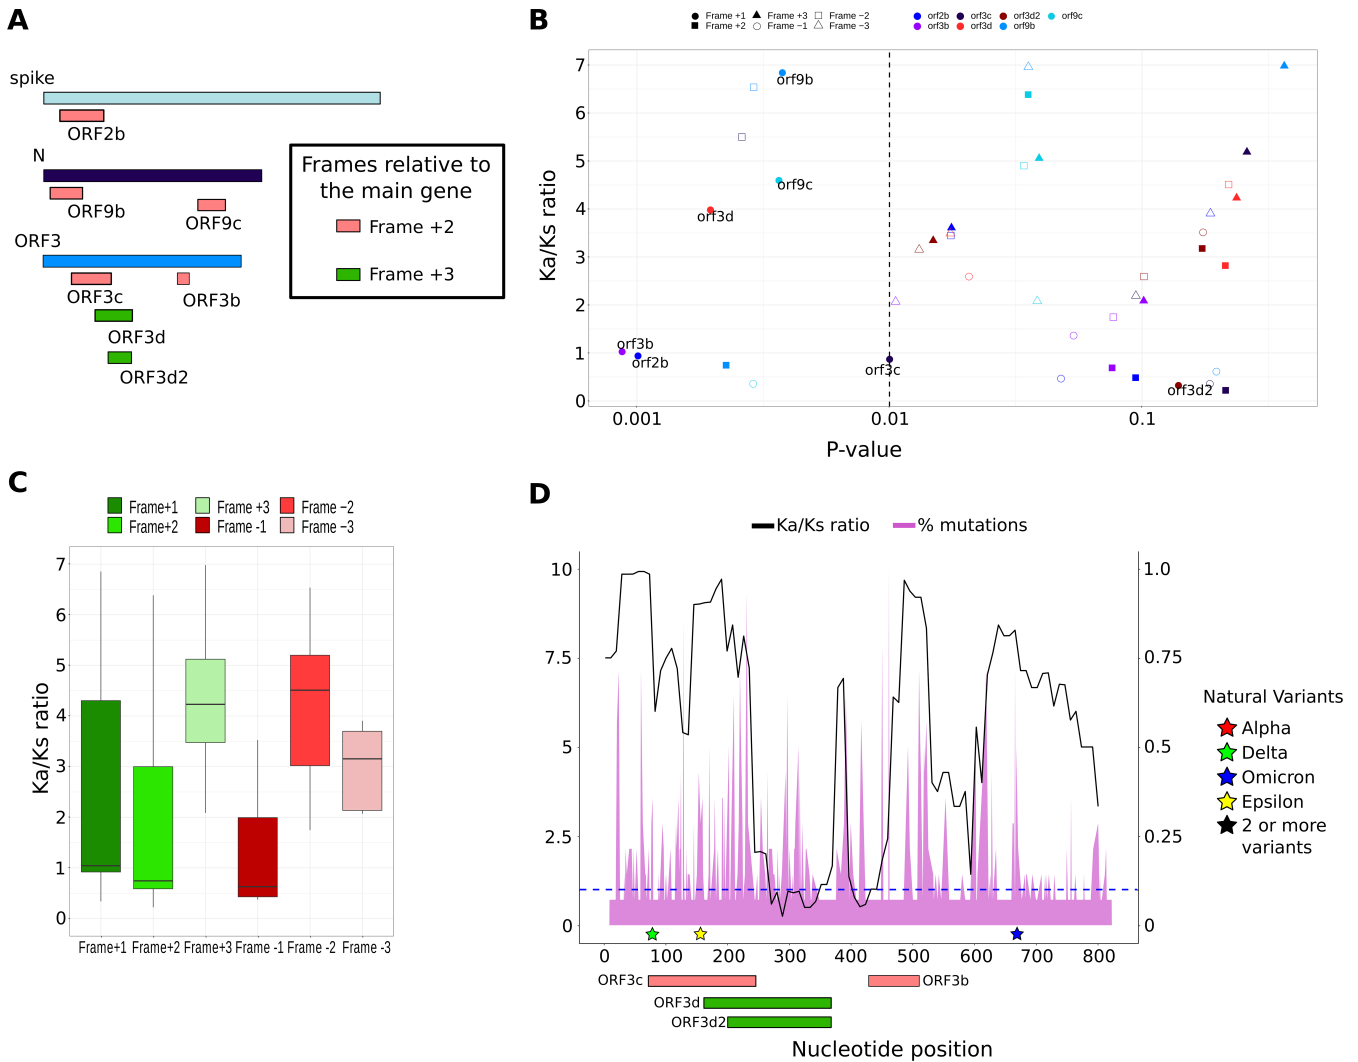 A
spike
ORF2b
N
ORF9b
ORF9c
ORF3
ORF3c
ORF3b
ORF3d
ORF3d2
Frames relative to
the main gene
Frame +2
Frame +3
B
Frame +1 Frame +3 Frame −2
Frame +2 Frame −1 Frame −3
orf2b orf3c orf3d2 orf9c
orf3b orf3d orf9b
Ka/Ks ratio
7
6
5
4
3
2
1
0
orf9b
orf9c
orf3d
orf3b
orf2b
orf3c
orf3d2
0.001 0.01 0.1
P-value
C
Frame+1 Frame +3 Frame −2
Frame+2 Frame -1 Frame −3
Ka/Ks ratio
7
6
5
4
3
2
1
0
Frame+1 Frame+2 Frame+3 Frame -1 Frame -2 Frame -3
D
Ka/Ks ratio % mutations
Ka/Ks ratio
10
7.5
5
2.5
0
1.0
0.75
0.5
0.25
0
0 100 200 300 400 500 600 700 800
ORF3c
ORF3b
ORF3d
ORF3d2
Nucleotide position
Natural Variants
Alpha
Delta
Omicron
Epsilon
2 or more
variants